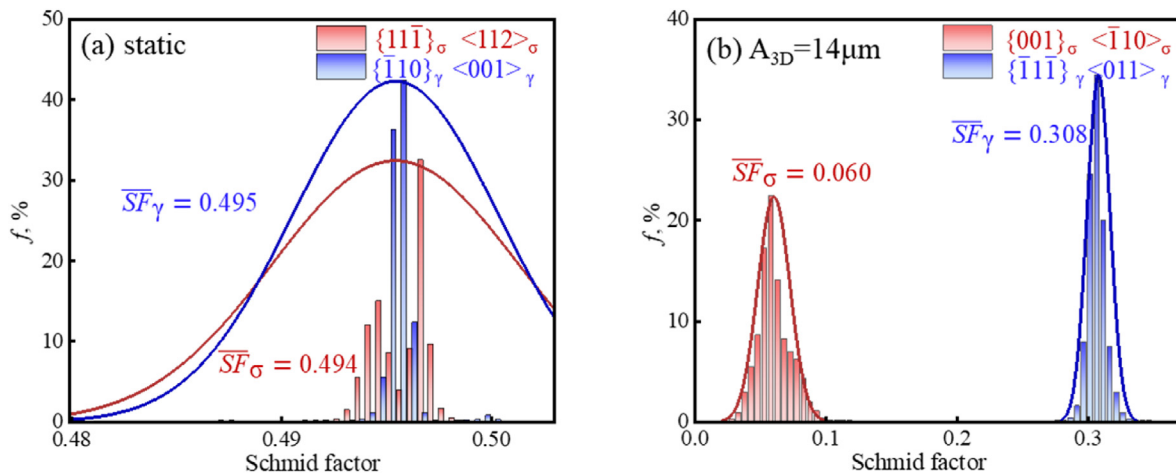 (a) static
{111̅}σ <112>σ
{1̅10}γ <001>γ
S̅F̅γ = 0.495
S̅F̅σ = 0.494
f, %
50
40
30
20
10
0
0.48
0.49
0.50
Schmid factor
(b) A3D=14μm
{001}σ <1̅10>σ
{1̅11̅}γ <011>γ
S̅F̅γ = 0.308
S̅F̅σ = 0.060
f, %
40
30
20
10
0
0.0
0.1
0.2
0.3
Schmid factor